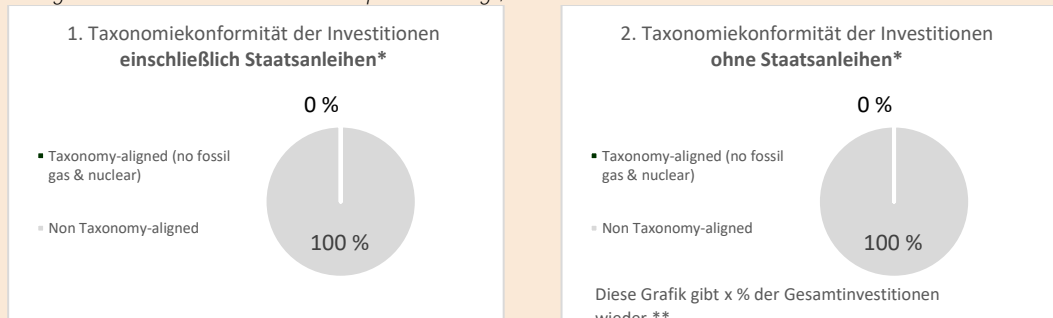 1. Taxonomiekonformität der Investitionen
einschließlich Staatsanleihen*
0 %
Taxonomy-aligned (no fossil
gas & nuclear)
Non Taxonomy-aligned
100 %
2. Taxonomiekonformität der Investitionen
ohne Staatsanleihen*
0 %
Taxonomy-aligned (no fossil
gas & nuclear)
Non Taxonomy-aligned
100 %
Diese Grafik gibt x % der Gesamtinvestitionen
wieder.**